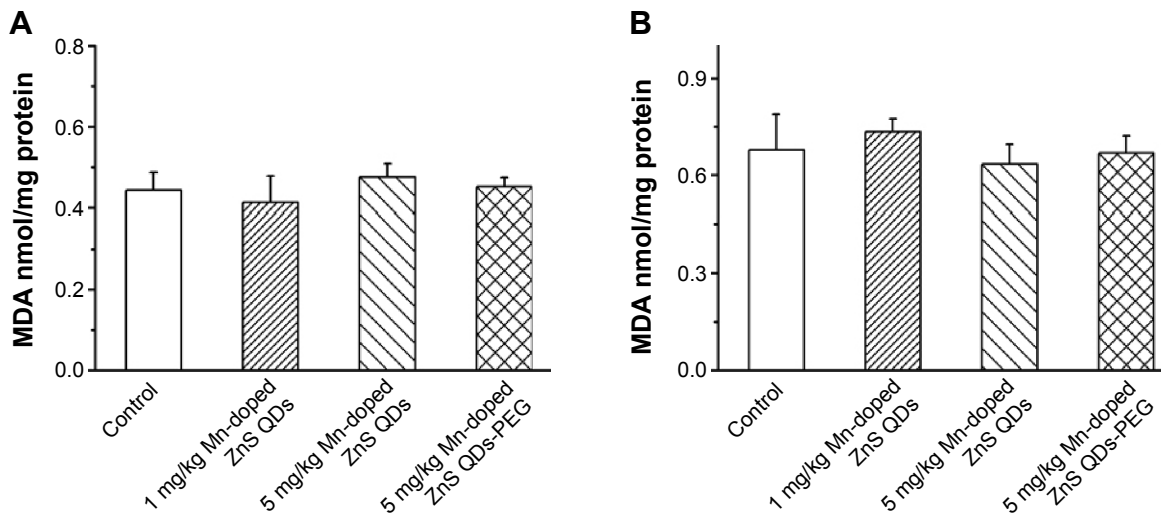 A
MDA nmol/mg protein
0.8
0.6
0.4
0.2
0.0
Control
1 mg/kg Mn-doped
ZnS QDs
5 mg/kg Mn-doped
ZnS QDs
5 mg/kg Mn-doped
ZnS QDs-PEG
B
MDA nmol/mg protein
0.9
0.6
0.3
0.0
Control
1 mg/kg Mn-doped
ZnS QDs
5 mg/kg Mn-doped
ZnS QDs
5 mg/kg Mn-doped
ZnS QDs-PEG